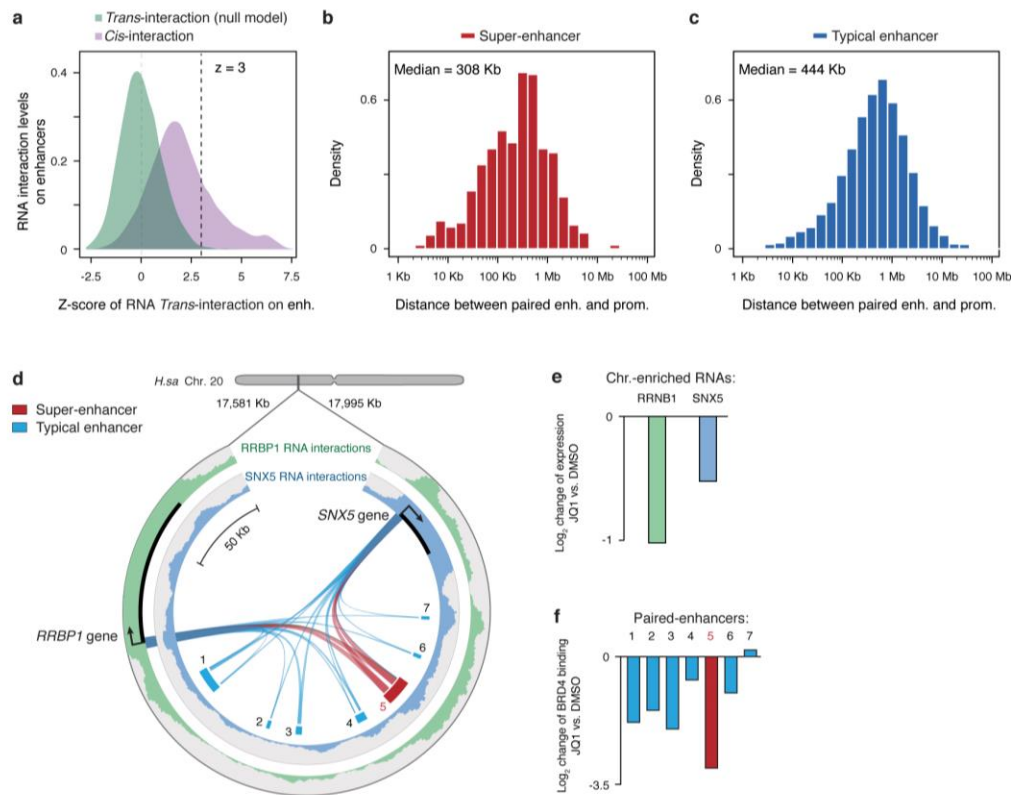 a
Trans-interaction (null model)
Cis-interaction
z = 3
0.4
0.2
0
RNA interaction levels
on enhancers
-2.5 0 2.5 5 7.5
Z-score of RNA Trans-interaction on enh.
b
Super-enhancer
Median = 308 Kb
0.6
0
Density
1 Kb 10 Kb 100 Kb 1 Mb 10 Mb 100 Mb
Distance between paired enh. and prom.
c
Typical enhancer
Median = 444 Kb
0.6
0
Density
1 Kb 10 Kb 100 Kb 1 Mb 10 Mb 100 Mb
Distance between paired enh. and prom.
d
H.sa Chr. 20
17,581 Kb 17,995 Kb
Super-enhancer
Typical enhancer
RRBP1 RNA interactions
SNX5 RNA interactions
SNX5 gene
50 Kb
RRBP1 gene
1
2
3
4
5
6
7
e
Chr.-enriched RNAs:
RRNB1 SNX5
0
-1
Log2 change of expression
JQ1 vs. DMSO
f
Paired-enhancers:
1 2 3 4 5 6 7
0
-3.5
Log2 change of BRD4 binding
JQ1 vs. DMSO